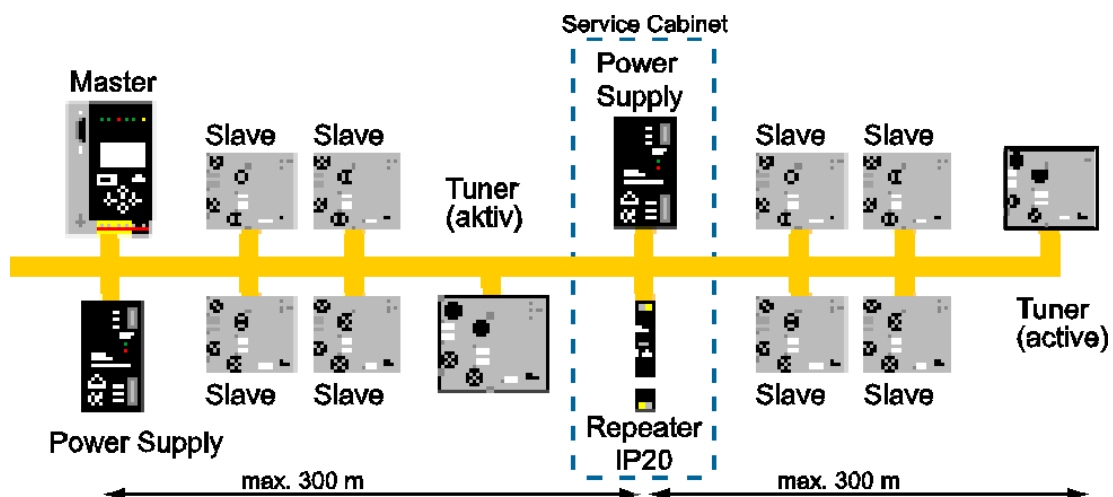 Service Cabinet
Master
Power
Supply
Slave
Slave
Slave
Slave
Tuner
(aktiv)
Tuner
(active)
Slave
Slave
Slave
Slave
Power Supply
Repeater
IP20
max. 300 m
max. 300 m